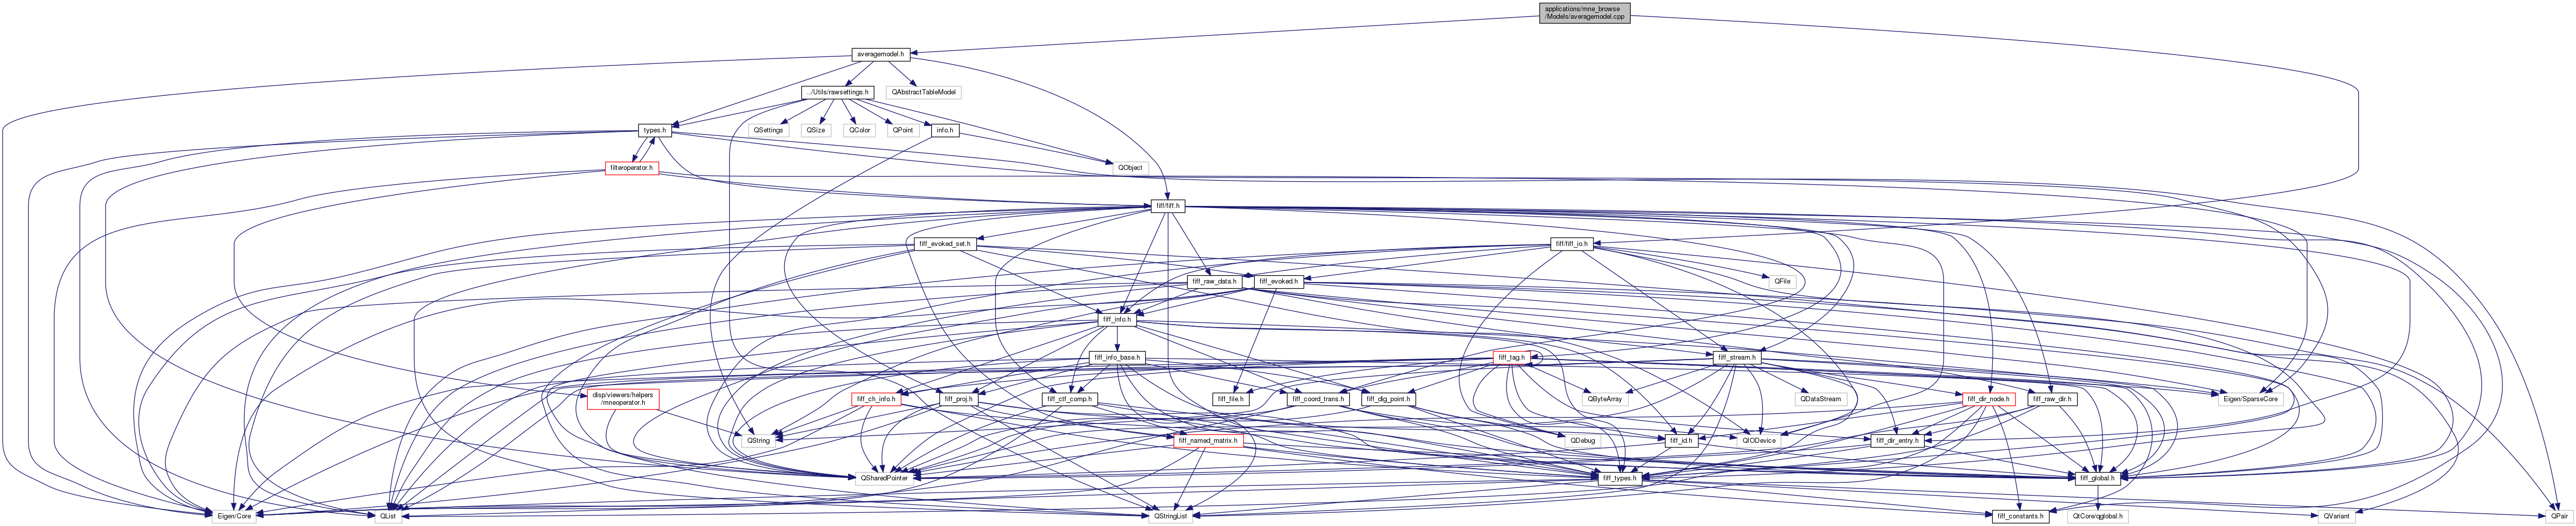 applications/mne_browse
/Models/averagemodel.cpp
averagemodel.h
../Utils/rawsettings.h
QAbstractTableModel
types.h
QSettings
QSize
QColor
QPoint
info.h
filteroperator.h
QObject
fiff/fiff.h
fiff_evoked_set.h
fiff/fiff_io.h
fiff_raw_data.h
fiff_evoked.h
QFile
fiff_info.h
fiff_info_base.h
fiff_tag.h
fiff_stream.h
disp/viewers/helpers
/mneoperator.h
fiff_ch_info.h
fiff_proj.h
fiff_ctf_comp.h
fiff_file.h
fiff_coord_trans.h
fiff_dig_point.h
QByteArray
QDataStream
fiff_dir_node.h
fiff_raw_dir.h
Eigen/SparseCore
QString
fiff_named_matrix.h
QDebug
fiff_id.h
QIODevice
fiff_dir_entry.h
QSharedPointer
fiff_types.h
fiff_global.h
Eigen/Core
QList
QStringList
fiff_constants.h
QtCore/qglobal.h
QVariant
QPair